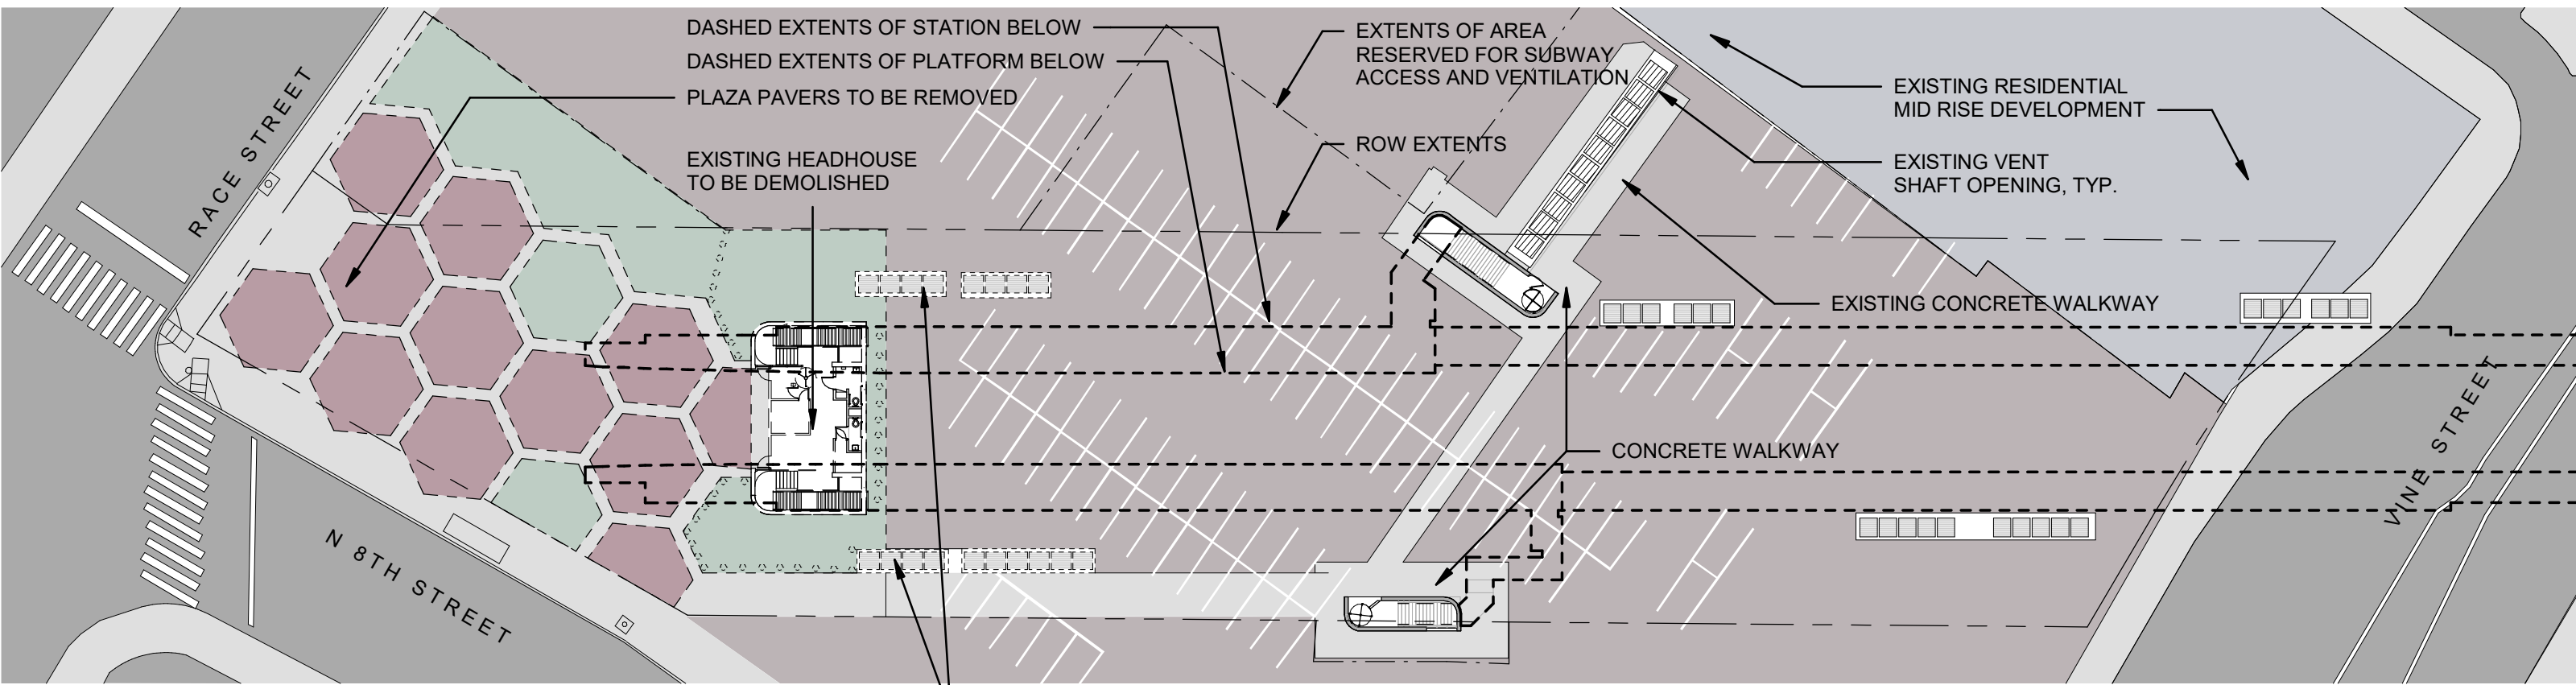 DASHED EXTENTS OF STATION BELOW
DASHED EXTENTS OF PLATFORM BELOW
PLAZA PAVERS TO BE REMOVED
EXISTING HEADHOUSE
TO BE DEMOLISHED
EXTENTS OF AREA
RESERVED FOR SUBWAY
ACCESS AND VENTILATION
ROW EXTENTS
EXISTING RESIDENTIAL
MID RISE DEVELOPMENT
EXISTING VENT
SHAFT OPENING, TYP.
EXISTING CONCRETE WALKWAY
CONCRETE WALKWAY
RACE STREET
N 8TH STREET
VINE STREET